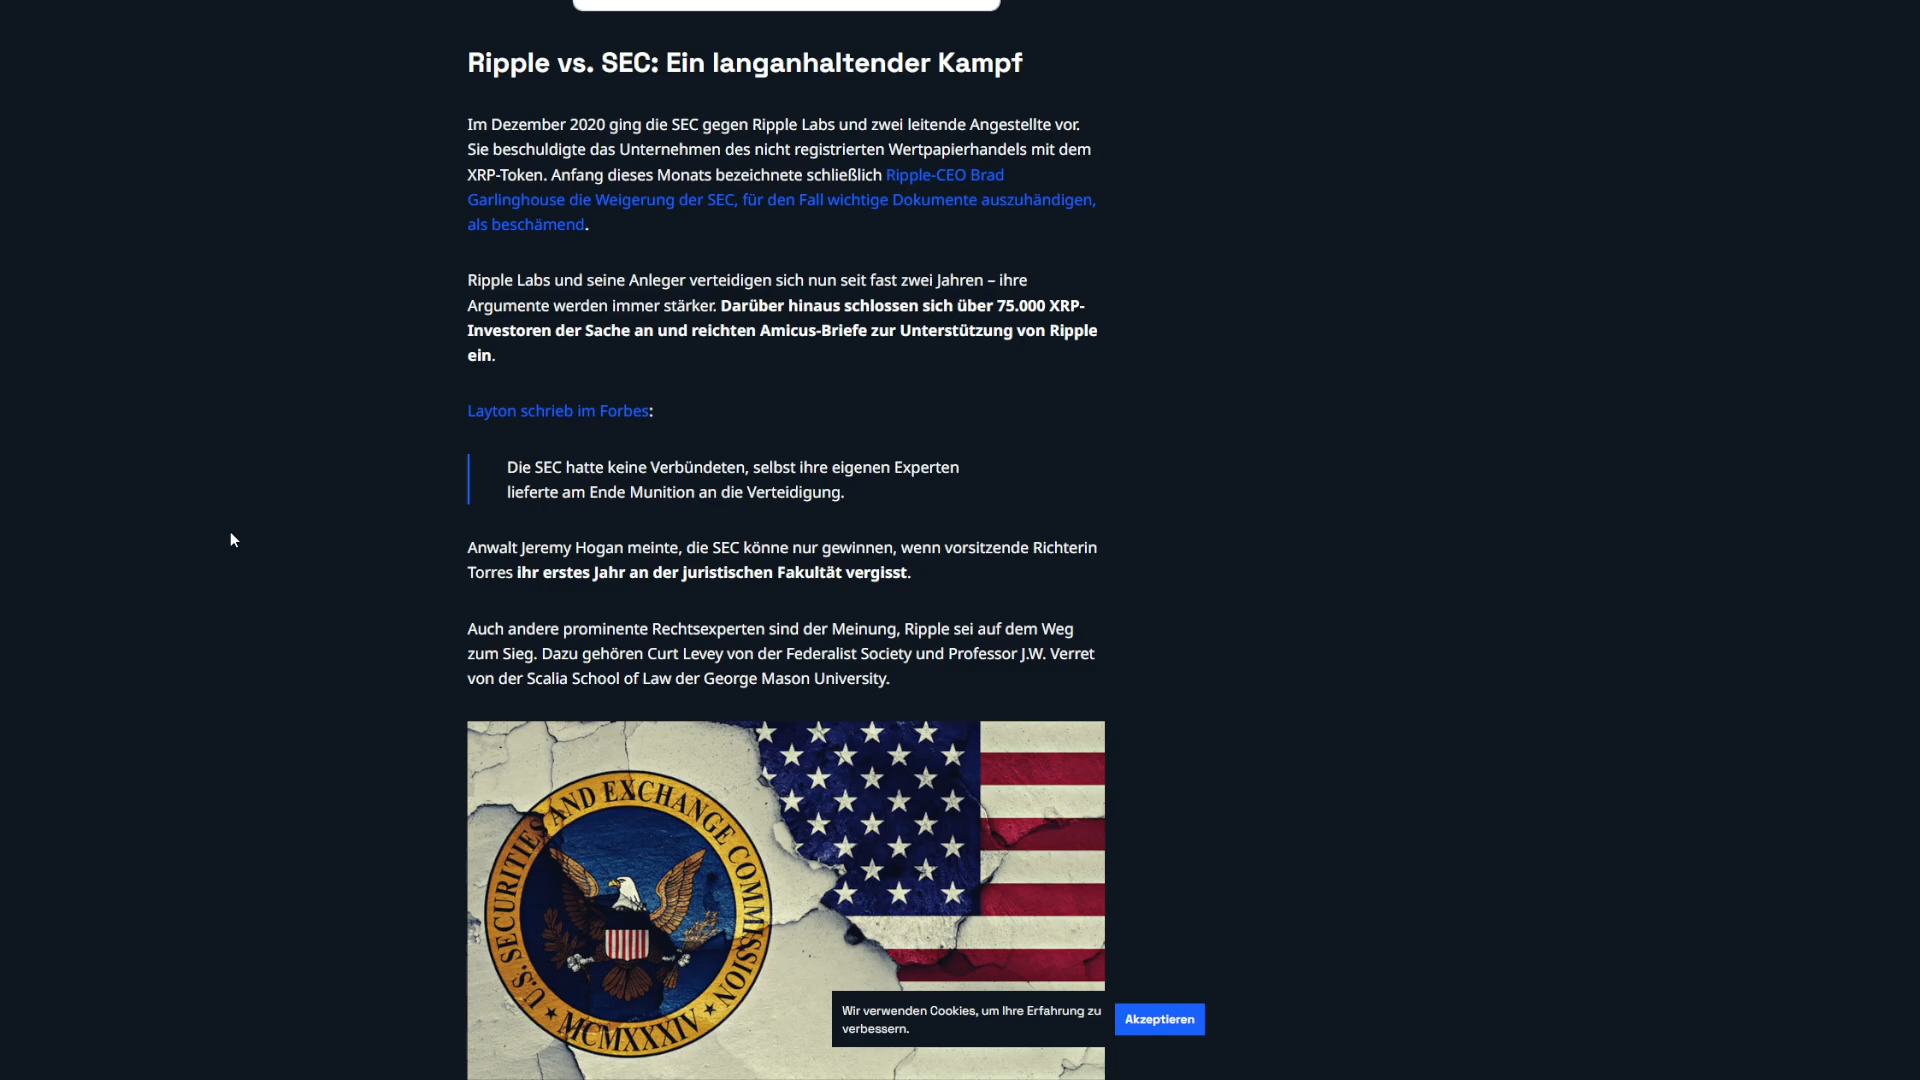 Ripple vs. SEC: Ein langanhaltender Kampf
Im Dezember 2020 ging die SEC gegen Ripple Labs und zwei leitende Angestellte vor.
Sie beschuldigte das Unternehmen des nicht registrierten Wertpapierhandels mit dem
XRP-Token. Anfang dieses Monats bezeichnete schließlich Ripple-CEO Brad
Garlinghouse die Weigerung der SEC, für den Fall wichtige Dokumente auszuhändigen,
als beschämend.
Ripple Labs und seine Anleger verteidigen sich nun seit fast zwei Jahren – ihre
Argumente werden immer stärker. Darüber hinaus schlossen sich über 75.000 XRP-
Investoren der Sache an und reichten Amicus-Briefe zur Unterstützung von Ripple
ein.
Layton schrieb im Forbes:
Die SEC hatte keine Verbündeten, selbst ihre eigenen Experten
lieferte am Ende Munition an die Verteidigung.
Anwalt Jeremy Hogan meinte, die SEC könne nur gewinnen, wenn vorsitzende Richterin
Torres ihr erstes Jahr an der juristischen Fakultät vergisst.
Auch andere prominente Rechtsexperten sind der Meinung, Ripple sei auf dem Weg
zum Sieg. Dazu gehören Curt Levey von der Federalist Society und Professor J.W. Verret
von der Scalia School of Law der George Mason University.
U.S. SECURITIES AND EXCHANGE COMMISSION
MCMXXXIV
Wir verwenden Cookies, um Ihre Erfahrung zu
verbessern.
Akzeptieren